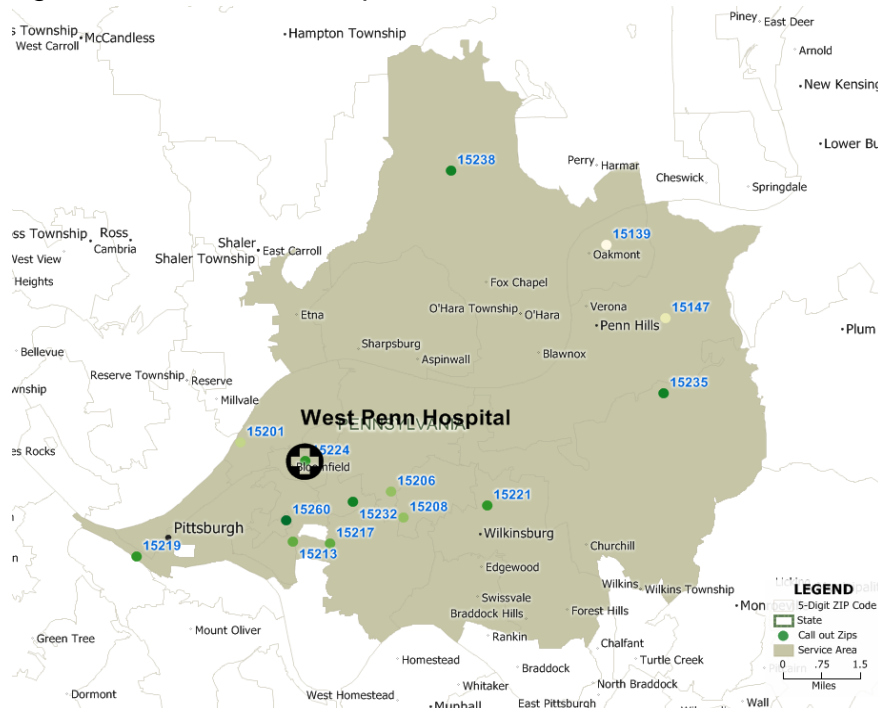 Piney
East Deer
s Township
McCandless
West Carroll
Hampton Township
Arnold
New Kensing
Lower Bu
15238
Perry
Harmar
Cheswick
Springdale
15139
Oakmont
ss Township
Ross
Cambria
Shaler
East Carroll
Shaler Township
West View
Heights
Fox Chapel
O'Hara Township
O'Hara
Verona
15147
Penn Hills
Etna
Plum
Sharpsburg
Aspinwall
Blawnox
Bellevue
Reserve Township
Reserve
wnship
Millvale
15235
West Penn Hospital
PENNSYLVANIA
15201
es Rocks
15224
Bloomfield
15206
15221
15260
15232
15208
Pittsburgh
15217
Wilkinsburg
15219
15213
Churchill
n
Edgewood
Wilkins
Wilkins Township
Swissvale
Braddock Hills
Forest Hills
Mon
LEGEND
5-Digit ZIP Code
State
Call out Zips
Service Area
0 .75 1.5
Miles
Mount Oliver
Green Tree
Rankin
Chalfant
Homestead
Turtle Creek
Braddock
Whitaker
North Braddock
Dormont
West Homestead
Munhall
East Pittsburgh
Wall